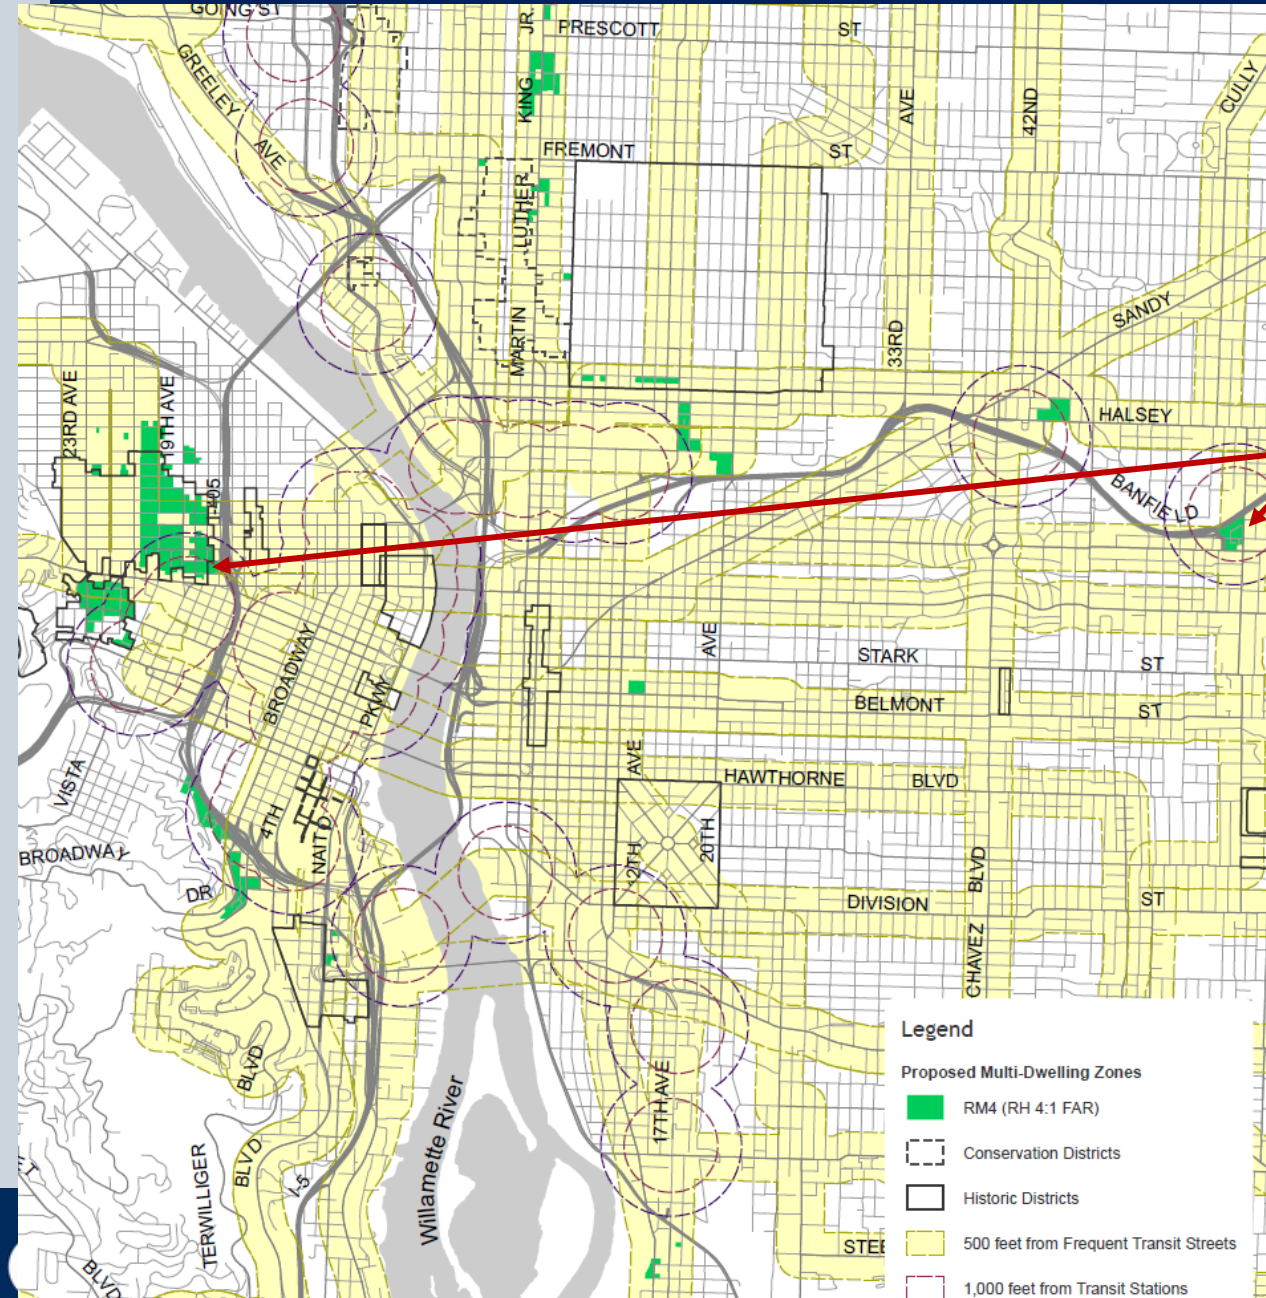 GOING ST
PRESCOTT
ST
JR.
KING
GREELEY
AVE
AVE
42ND
CULLY
FREMONT
ST
LUTHER
MARTIN
33RD
SANDY
23RD AVE
19TH AVE
HALSEY
I-405
BANFIELD
BROADWAY
PKWY
AVE
STARK
ST
BELMONT
ST
VISTA
AVE
HAWTHORNE
BLVD
4TH
NAITO
12TH
20TH
BROADWAY
DR
BLVD
DIVISION
ST
CHAVEZ
BLVD
17TH AVE
Willamette River
BLVD
TERWILLIGER
I-5
BLVD
Legend
Proposed Multi-Dwelling Zones
RM4 (RH 4:1 FAR)
Conservation Districts
Historic Districts
500 feet from Frequent Transit Streets
1,000 feet from Transit Stations